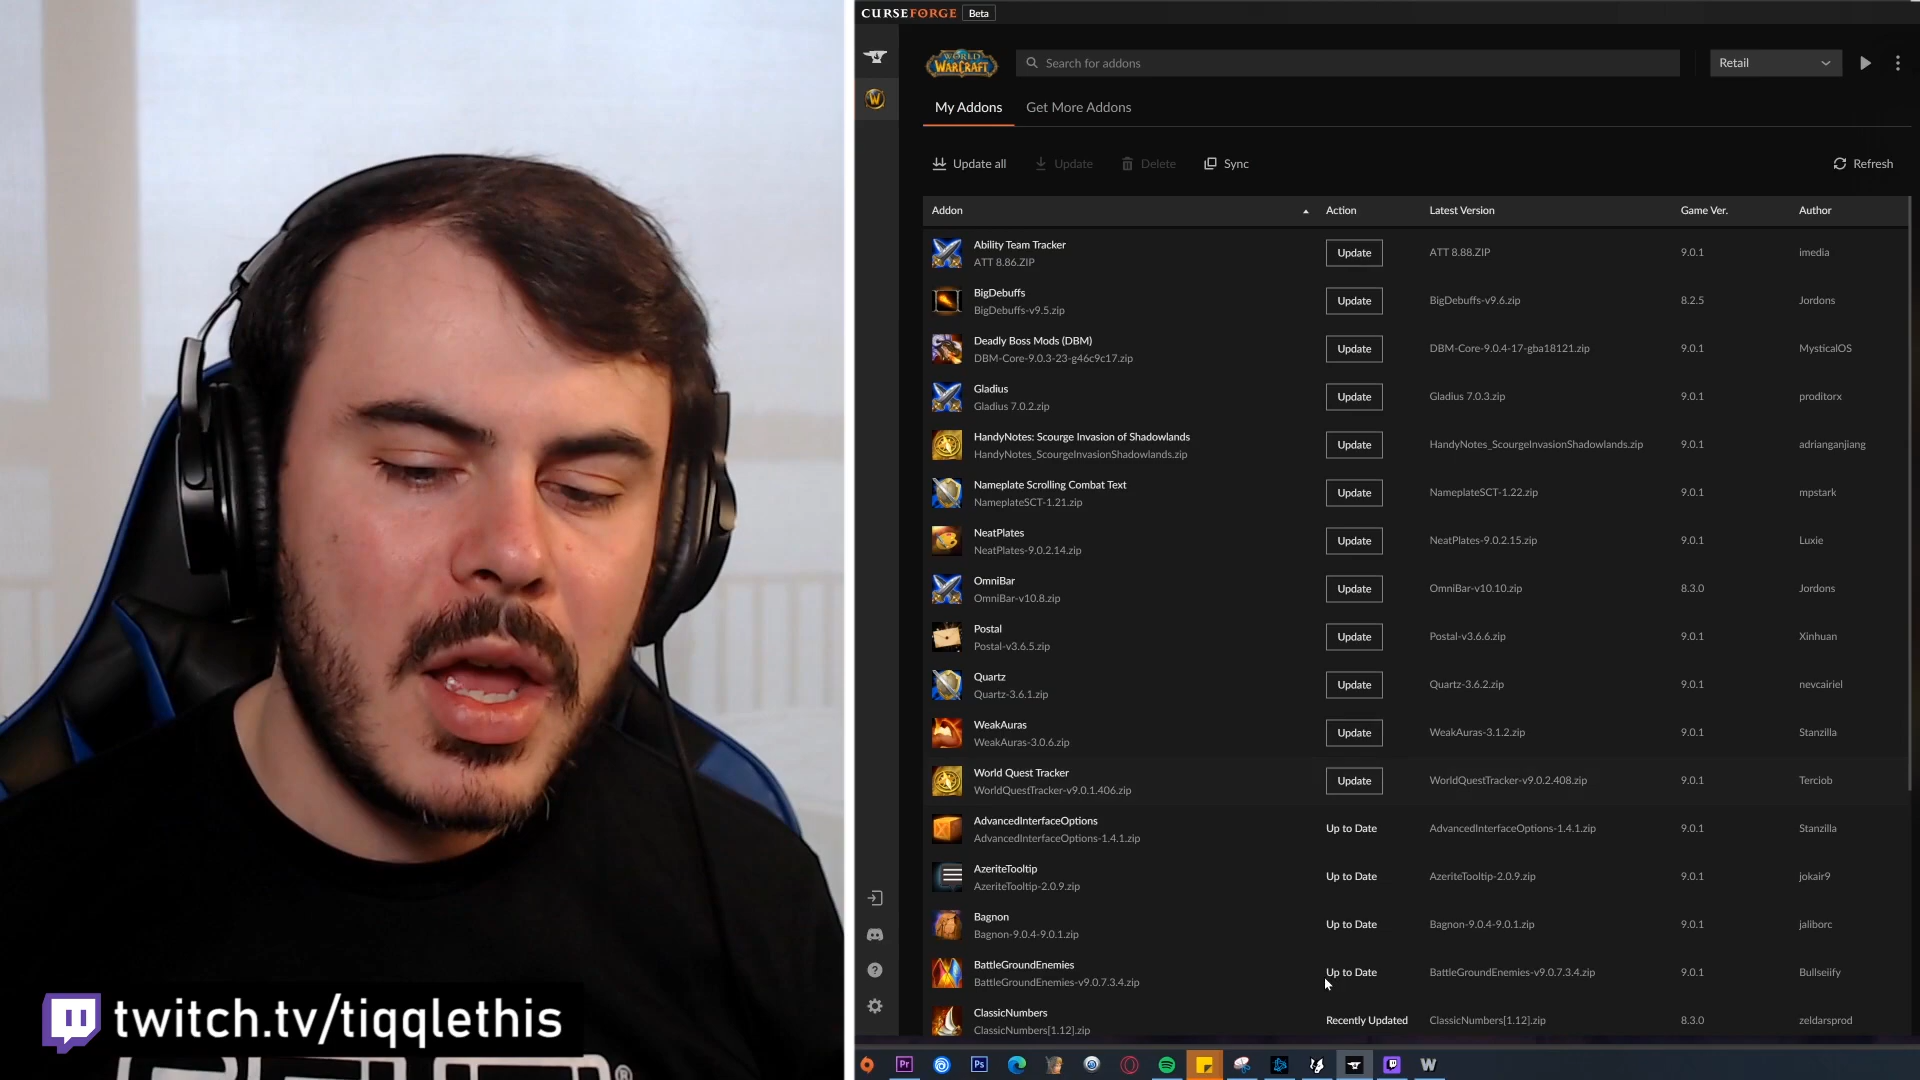 CURSEFORGE Beta
WORLD WARCRAFT
Search for addons
Retail
My Addons Get More Addons
Update all Update Delete Sync Refresh
Addon Action Latest Version Game Ver. Author
Ability Team Tracker
ATT 8.86.ZIP
Update ATT 8.88.ZIP 9.0.1 imedia
BigDebuffs
BigDebuffs-v9.5.zip
Update BigDebuffs-v9.6.zip 8.2.5 Jordons
Deadly Boss Mods (DBM)
DBM-Core-9.0.3-23-g46c9c17.zip
Update DBM-Core-9.0.4-17-gba18121.zip 9.0.1 MysticalOS
Gladius
Gladius 7.0.2.zip
Update Gladius 7.0.3.zip 9.0.1 proditorx
HandyNotes: Scourge Invasion of Shadowlands
HandyNotes_ScourgeInvasionShadowlands.zip
Update HandyNotes_ScourgeInvasionShadowlands.zip 9.0.1 adrianganjiang
Nameplate Scrolling Combat Text
NameplateSCT-1.21.zip
Update NameplateSCT-1.22.zip 9.0.1 mpstark
NeatPlates
NeatPlates-9.0.2.14.zip
Update NeatPlates-9.0.2.15.zip 9.0.1 Luxie
OmniBar
OmniBar-v10.8.zip
Update OmniBar-v10.10.zip 8.3.0 Jordons
Postal
Postal-v3.6.5.zip
Update Postal-v3.6.6.zip 9.0.1 Xinhuan
Quartz
Quartz-3.6.1.zip
Update Quartz-3.6.2.zip 9.0.1 nevcairiel
WeakAuras
WeakAuras-3.0.6.zip
Update WeakAuras-3.1.2.zip 9.0.1 Stanzilla
World Quest Tracker
WorldQuestTracker-v9.0.1.406.zip
Update WorldQuestTracker-v9.0.2.408.zip 9.0.1 Terciob
AdvancedInterfaceOptions
AdvancedInterfaceOptions-1.4.1.zip
Up to Date AdvancedInterfaceOptions-1.4.1.zip 9.0.1 Stanzilla
AzeriteTooltip
AzeriteTooltip-2.0.9.zip
Up to Date AzeriteTooltip-2.0.9.zip 9.0.1 jokair9
Bagnon
Bagnon-9.0.4-9.0.1.zip
Up to Date Bagnon-9.0.4-9.0.1.zip 9.0.1 jaliborc
BattleGroundEnemies
BattleGroundEnemies-v9.0.7.3.4.zip
Up to Date BattleGroundEnemies-v9.0.7.3.4.zip 9.0.1 Bullseiify
ClassicNumbers
ClassicNumbers[1.12].zip
Recently Updated ClassicNumbers[1.12].zip 8.3.0 zeldarsprod
twitch.tv/tiqqlethis
Pr Ps W